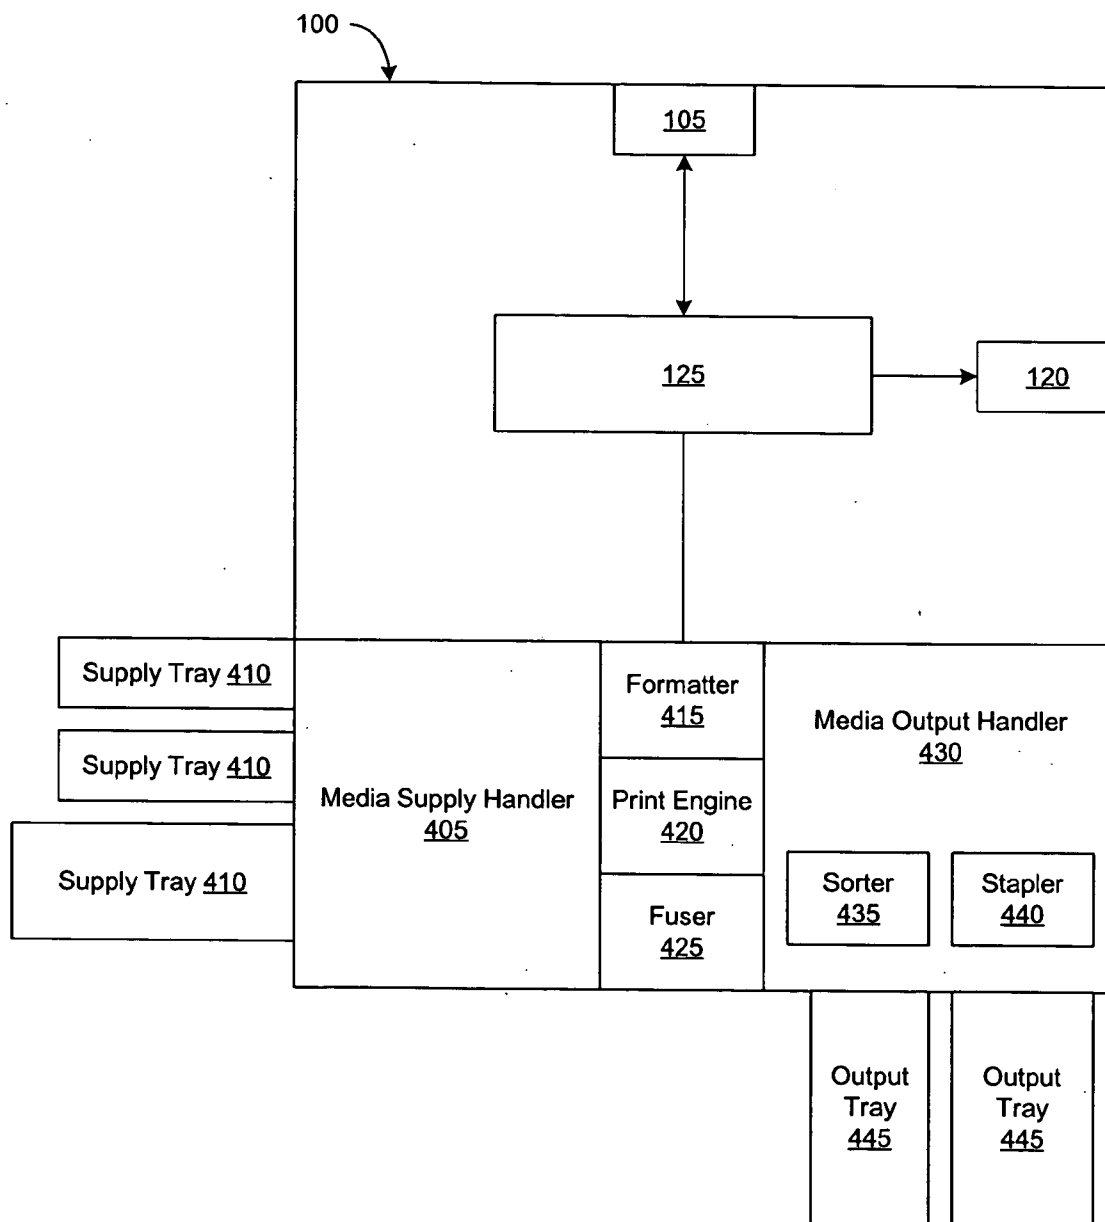 100
105
125
120
Supply Tray 410
Supply Tray 410
Supply Tray 410
Media Supply Handler
405
Formatter
415
Print Engine
420
Fuser
425
Media Output Handler
430
Sorter
435
Stapler
440
Output
Tray
445
Output
Tray
445